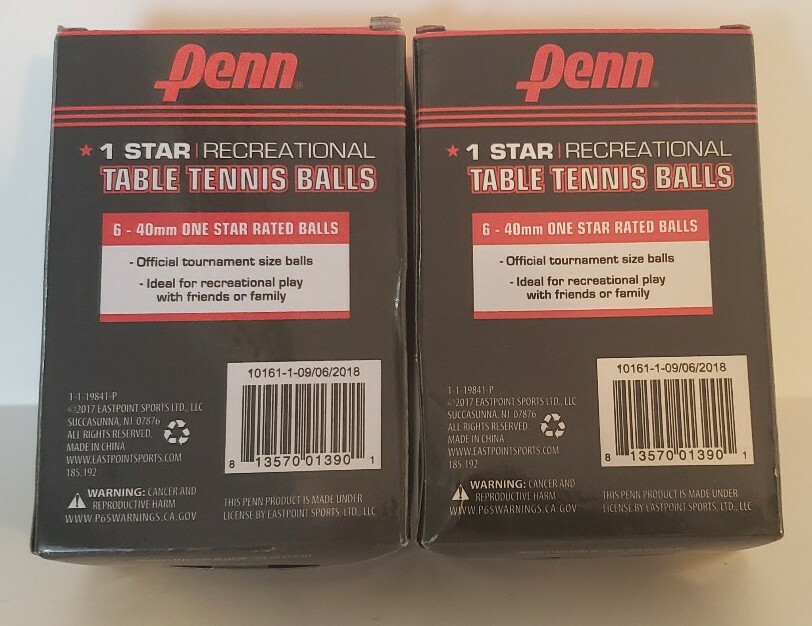 Penn
1 STAR | RECREATIONAL
TABLE TENNIS BALLS
6 - 40mm ONE STAR RATED BALLS
- Official tournament size balls
- Ideal for recreational play
with friends or family
10161-1-09/06/2018
8 13570 01390 1
1-1-19841-P
©2017 EASTPOINT SPORTS LTD., LLC
SUCCASUNNA, NJ 07876
ALL RIGHTS RESERVED.
MADE IN CHINA
WWW.EASTPOINTSPORTS.COM
185.192
WARNING: CANCER AND
REPRODUCTIVE HARM
WWW.P65WARNINGS.CA.GOV
THIS PENN PRODUCT IS MADE UNDER
LICENSE BY EASTPOINT SPORTS, LTD., LLC
Penn
1 STAR | RECREATIONAL
TABLE TENNIS BALLS
6 - 40mm ONE STAR RATED BALLS
- Official tournament size balls
- Ideal for recreational play
with friends or family
10161-1-09/06/2018
8 13570 01390 1
1-1-19841-P
©2017 EASTPOINT SPORTS LTD., LLC
SUCCASUNNA, NJ 07876
ALL RIGHTS RESERVED
MADE IN CHINA
WWW.EASTPOINTSPORTS.COM
185.192
WARNING: CANCER AND
REPRODUCTIVE HARM
WWW.P65WARNINGS.CA.GOV
THIS PENN PRODUCT IS MADE UNDER
LICENSE BY EASTPOINT SPORTS, LTD., LLC